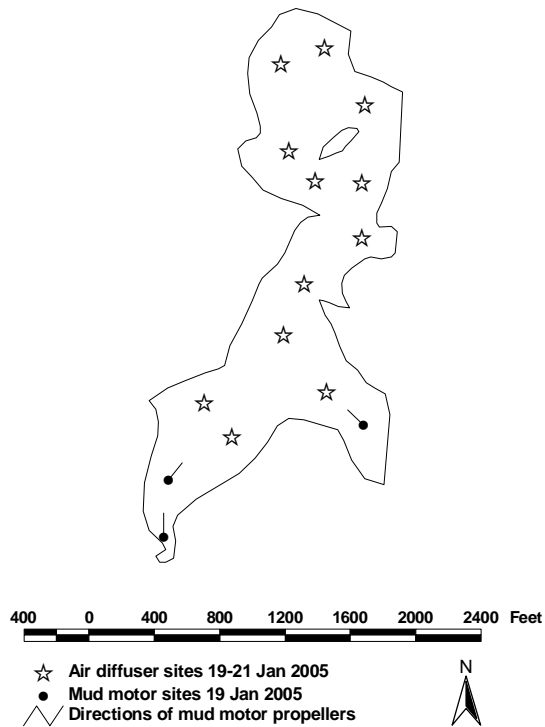 400 0 400 800 1200 1600 2000 2400 Feet
Air diffuser sites 19-21 Jan 2005
N
Mud motor sites 19 Jan 2005
Directions of mud motor propellers